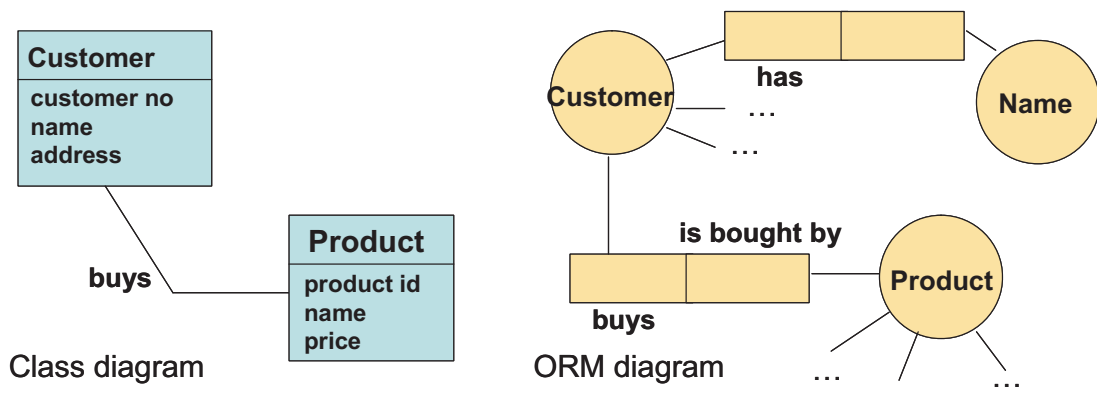 Customer
customer no
name
address
buys
Product
product id
name
price
Class diagram
Customer
has
Name
...
...
is bought by
buys
Product
...
...
ORM diagram